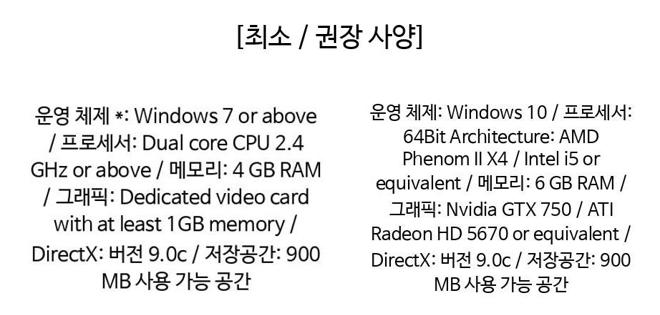 [최소 / 권장 사양]
운영 체제 *: Windows 7 or above
/ 프로세서: Dual core CPU 2.4
GHz or above / 메모리: 4 GB RAM
/ 그래픽: Dedicated video card
with at least 1GB memory /
DirectX: 버전 9.0c / 저장공간: 900
MB 사용 가능 공간
운영 체제: Windows 10 / 프로세서:
64Bit Architecture: AMD
Phenom II X4 / Intel i5 or
equivalent / 메모리: 6 GB RAM /
그래픽: Nvidia GTX 750 / ATI
Radeon HD 5670 or equivalent /
DirectX: 버전 9.0c / 저장공간: 900
MB 사용 가능 공간